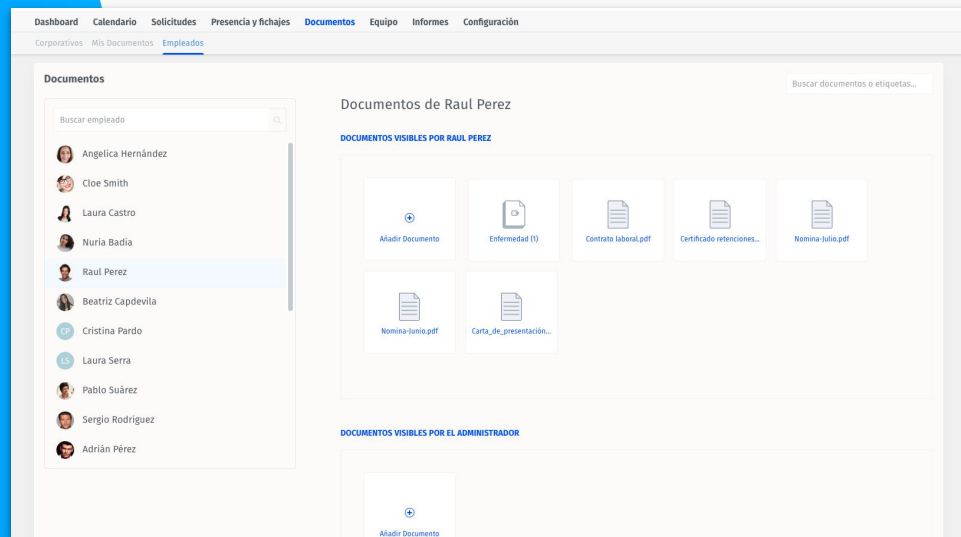 Dashboard Calendario Solicitudes Presencia y fichajes Documentos Equipo Informes Configuración
Corporativos Mis Documentos Empleados
Documentos
Buscar documentos o etiquetas...
Buscar empleado
Angelica Hernández
Cloe Smith
Laura Castro
Nuria Badia
Raul Perez
Beatriz Capdevila
CP Cristina Pardo
LS Laura Serra
Pablo Suárez
Sergio Rodriguez
Adrián Pérez
Documentos de Raul Perez
DOCUMENTOS VISIBLES POR RAUL PEREZ
Añadir Documento Enfermedad (1) Contrato laboral.pdf Certificado retenciones... Nomina-Julio.pdf
Nomina-Junio.pdf Carta_de_presentación...
DOCUMENTOS VISIBLES POR EL ADMINISTRADOR
Añadir Documento